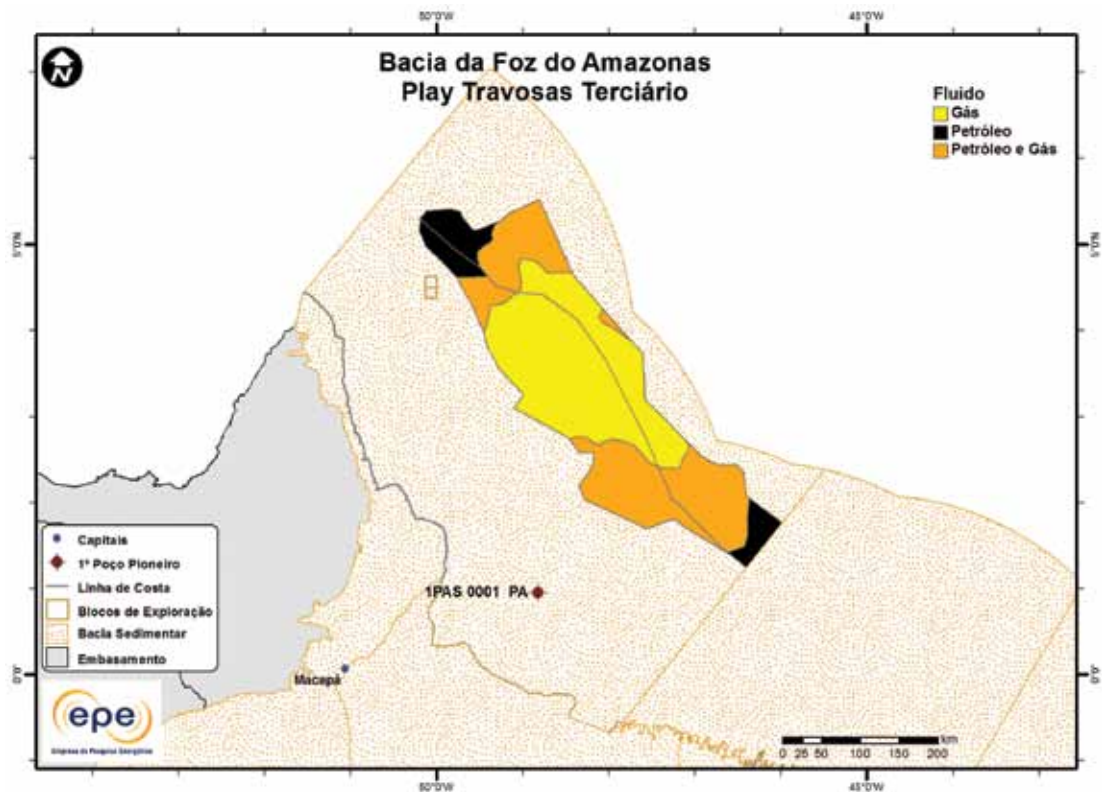 50°0'W
45°0'W
Bacia da Foz do Amazonas
Play Travosas Terciário
N
Fluído
Gás
Petróleo
Petróleo e Gás
5°0'N
5°0'N
Capitais
1º Poço Pioneiro
Linha de Costa
Blocos de Exploração
Bacia Sedimentar
Embasamento
1PAS 0001 PA
Macapá
0°0'
0°0'
epe
Empresa de Pesquisa Energética
km
0 25 50 100 150 200
50°0'W
45°0'W